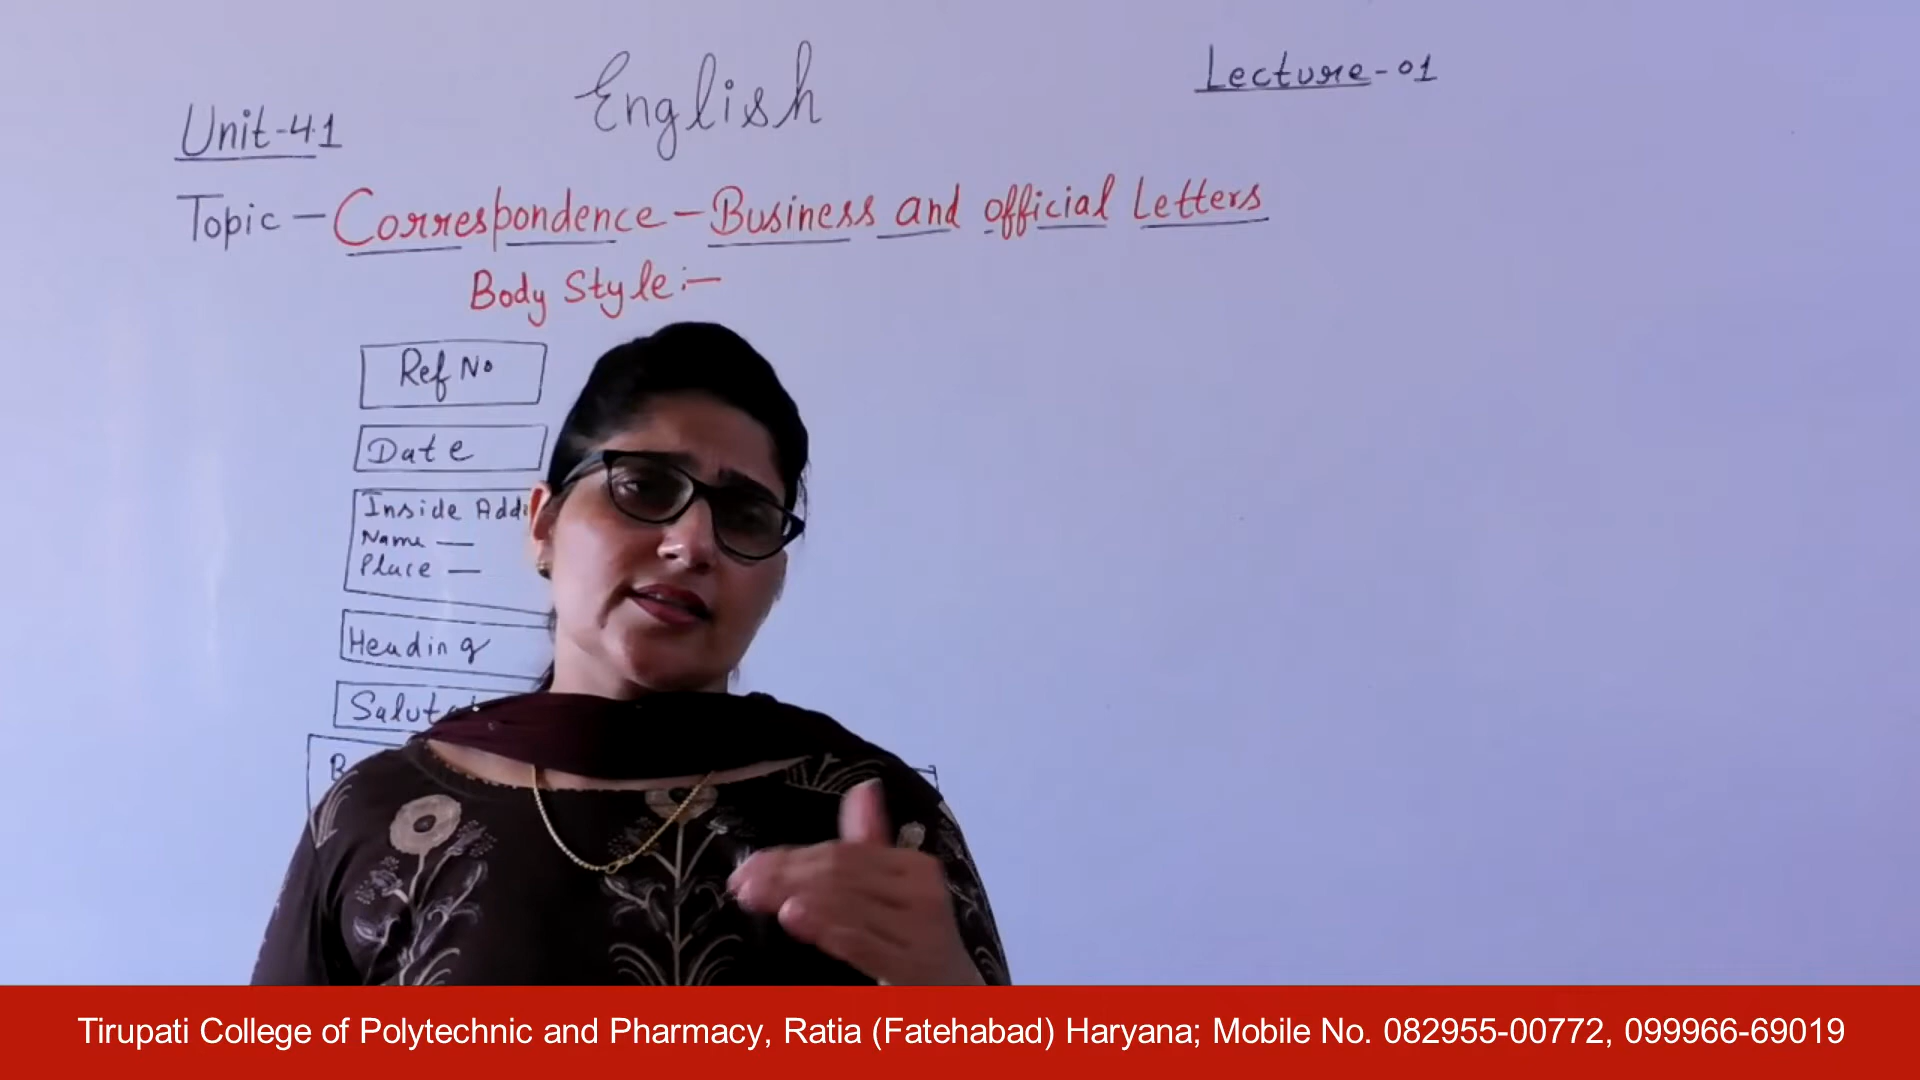 English
Lecture-01
Unit-4.1
Topic - Correspondence - Business and official Letters
Body Style :-
Ref No
Date
Inside
Name —
Place —
Heading
Tirupati College of Polytechnic and Pharmacy, Ratia (Fatehabad) Haryana; Mobile No. 082955-00772, 099966-69019